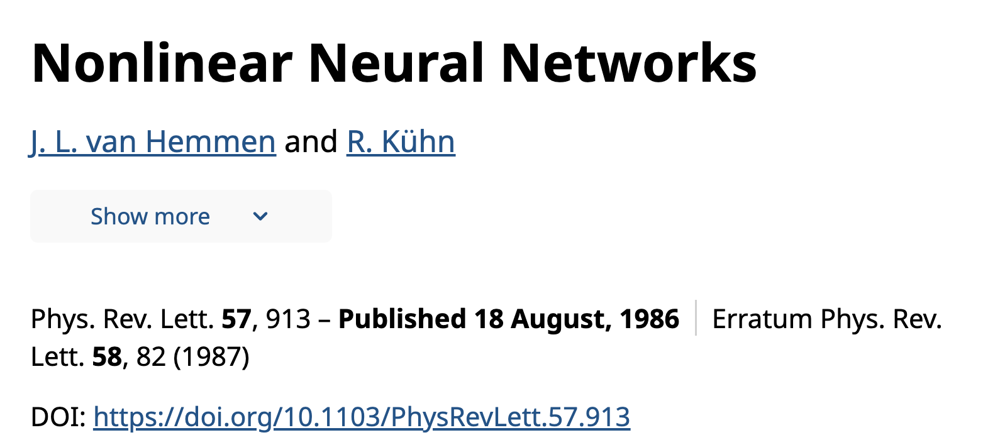 Nonlinear Neural Networks
J. L. van Hemmen and R. Kühn
Show more
Phys. Rev. Lett. 57, 913 – Published 18 August, 1986 Erratum Phys. Rev.
Lett. 58, 82 (1987)
DOI: https://doi.org/10.1103/PhysRevLett.57.913